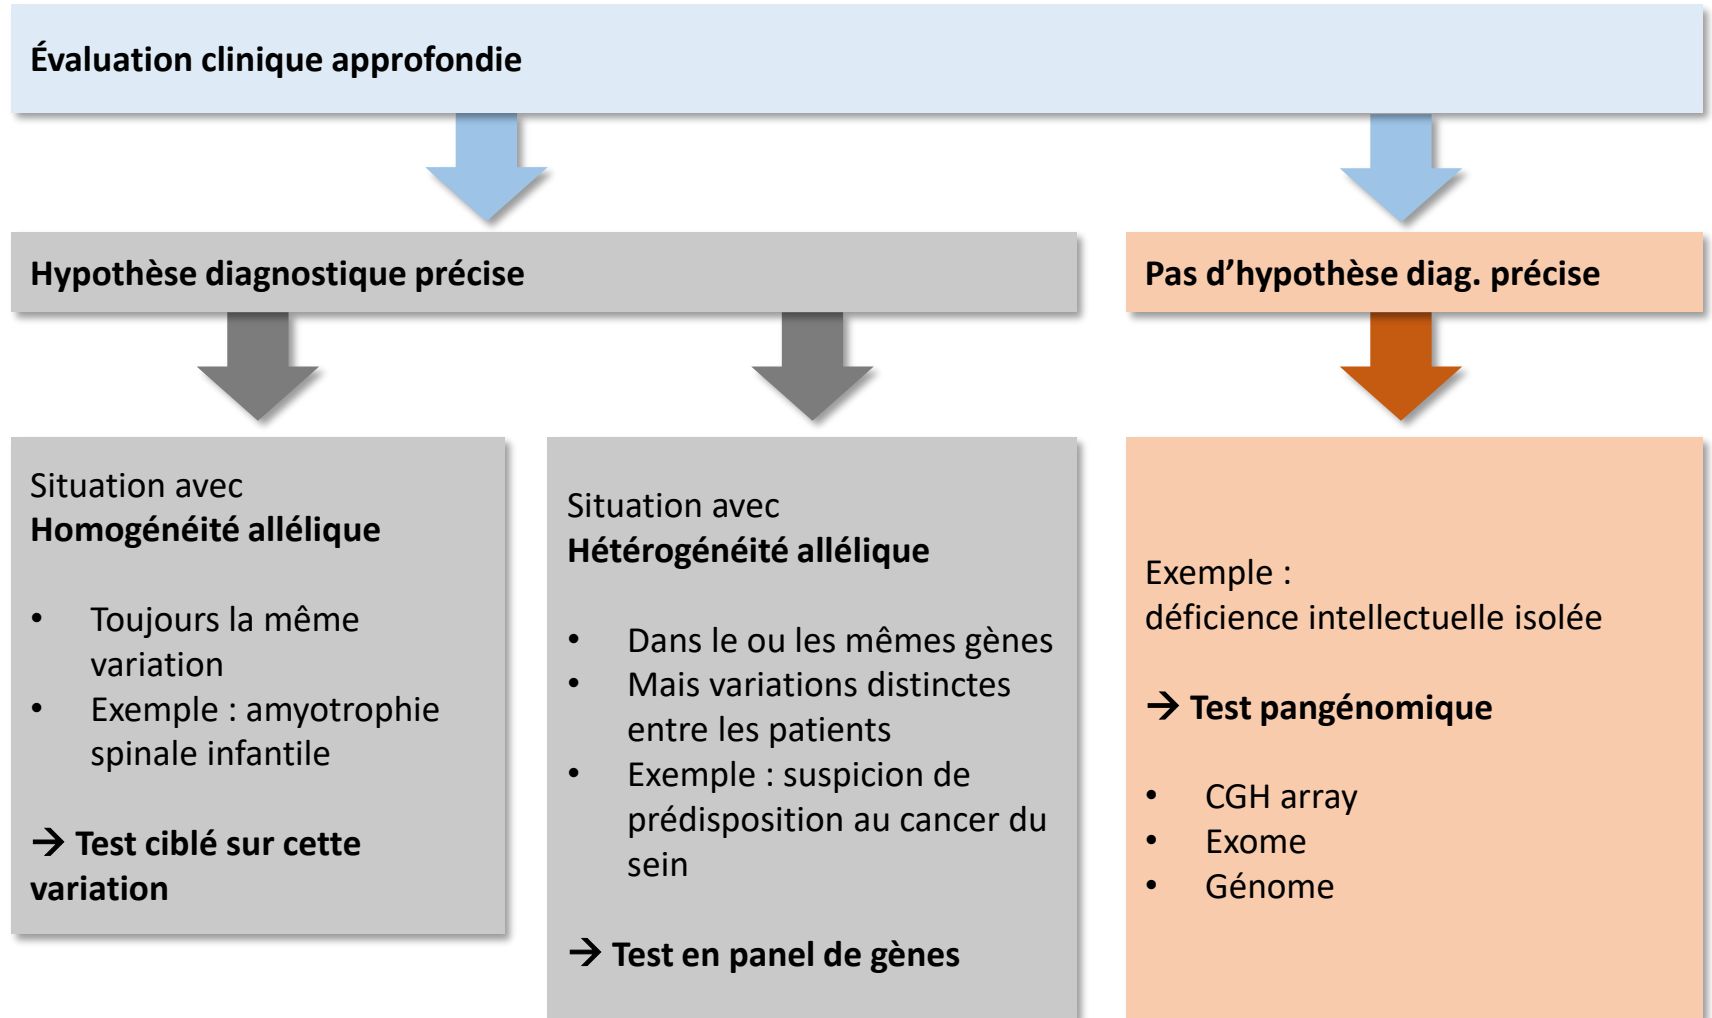 Évaluation clinique approfondie
Hypothèse diagnostique précise
Pas d’hypothèse diag. précise
Situation avec
Homogénéité allélique
• Toujours la même
variation
• Exemple : amyotrophie
spinale infantile
→ Test ciblé sur cette
variation
Situation avec
Hétérogénéité allélique
• Dans le ou les mêmes gènes
• Mais variations distinctes
entre les patients
• Exemple : suspicion de
prédisposition au cancer du
sein
→ Test en panel de gènes
Exemple :
déficience intellectuelle isolée
→ Test pangénomique
• CGH array
• Exome
• Génome